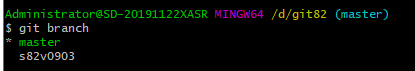 Administrator@SD-20191122XASR MINGW64 /d/git82 (master)
$ git branch
* master
  s82v0903